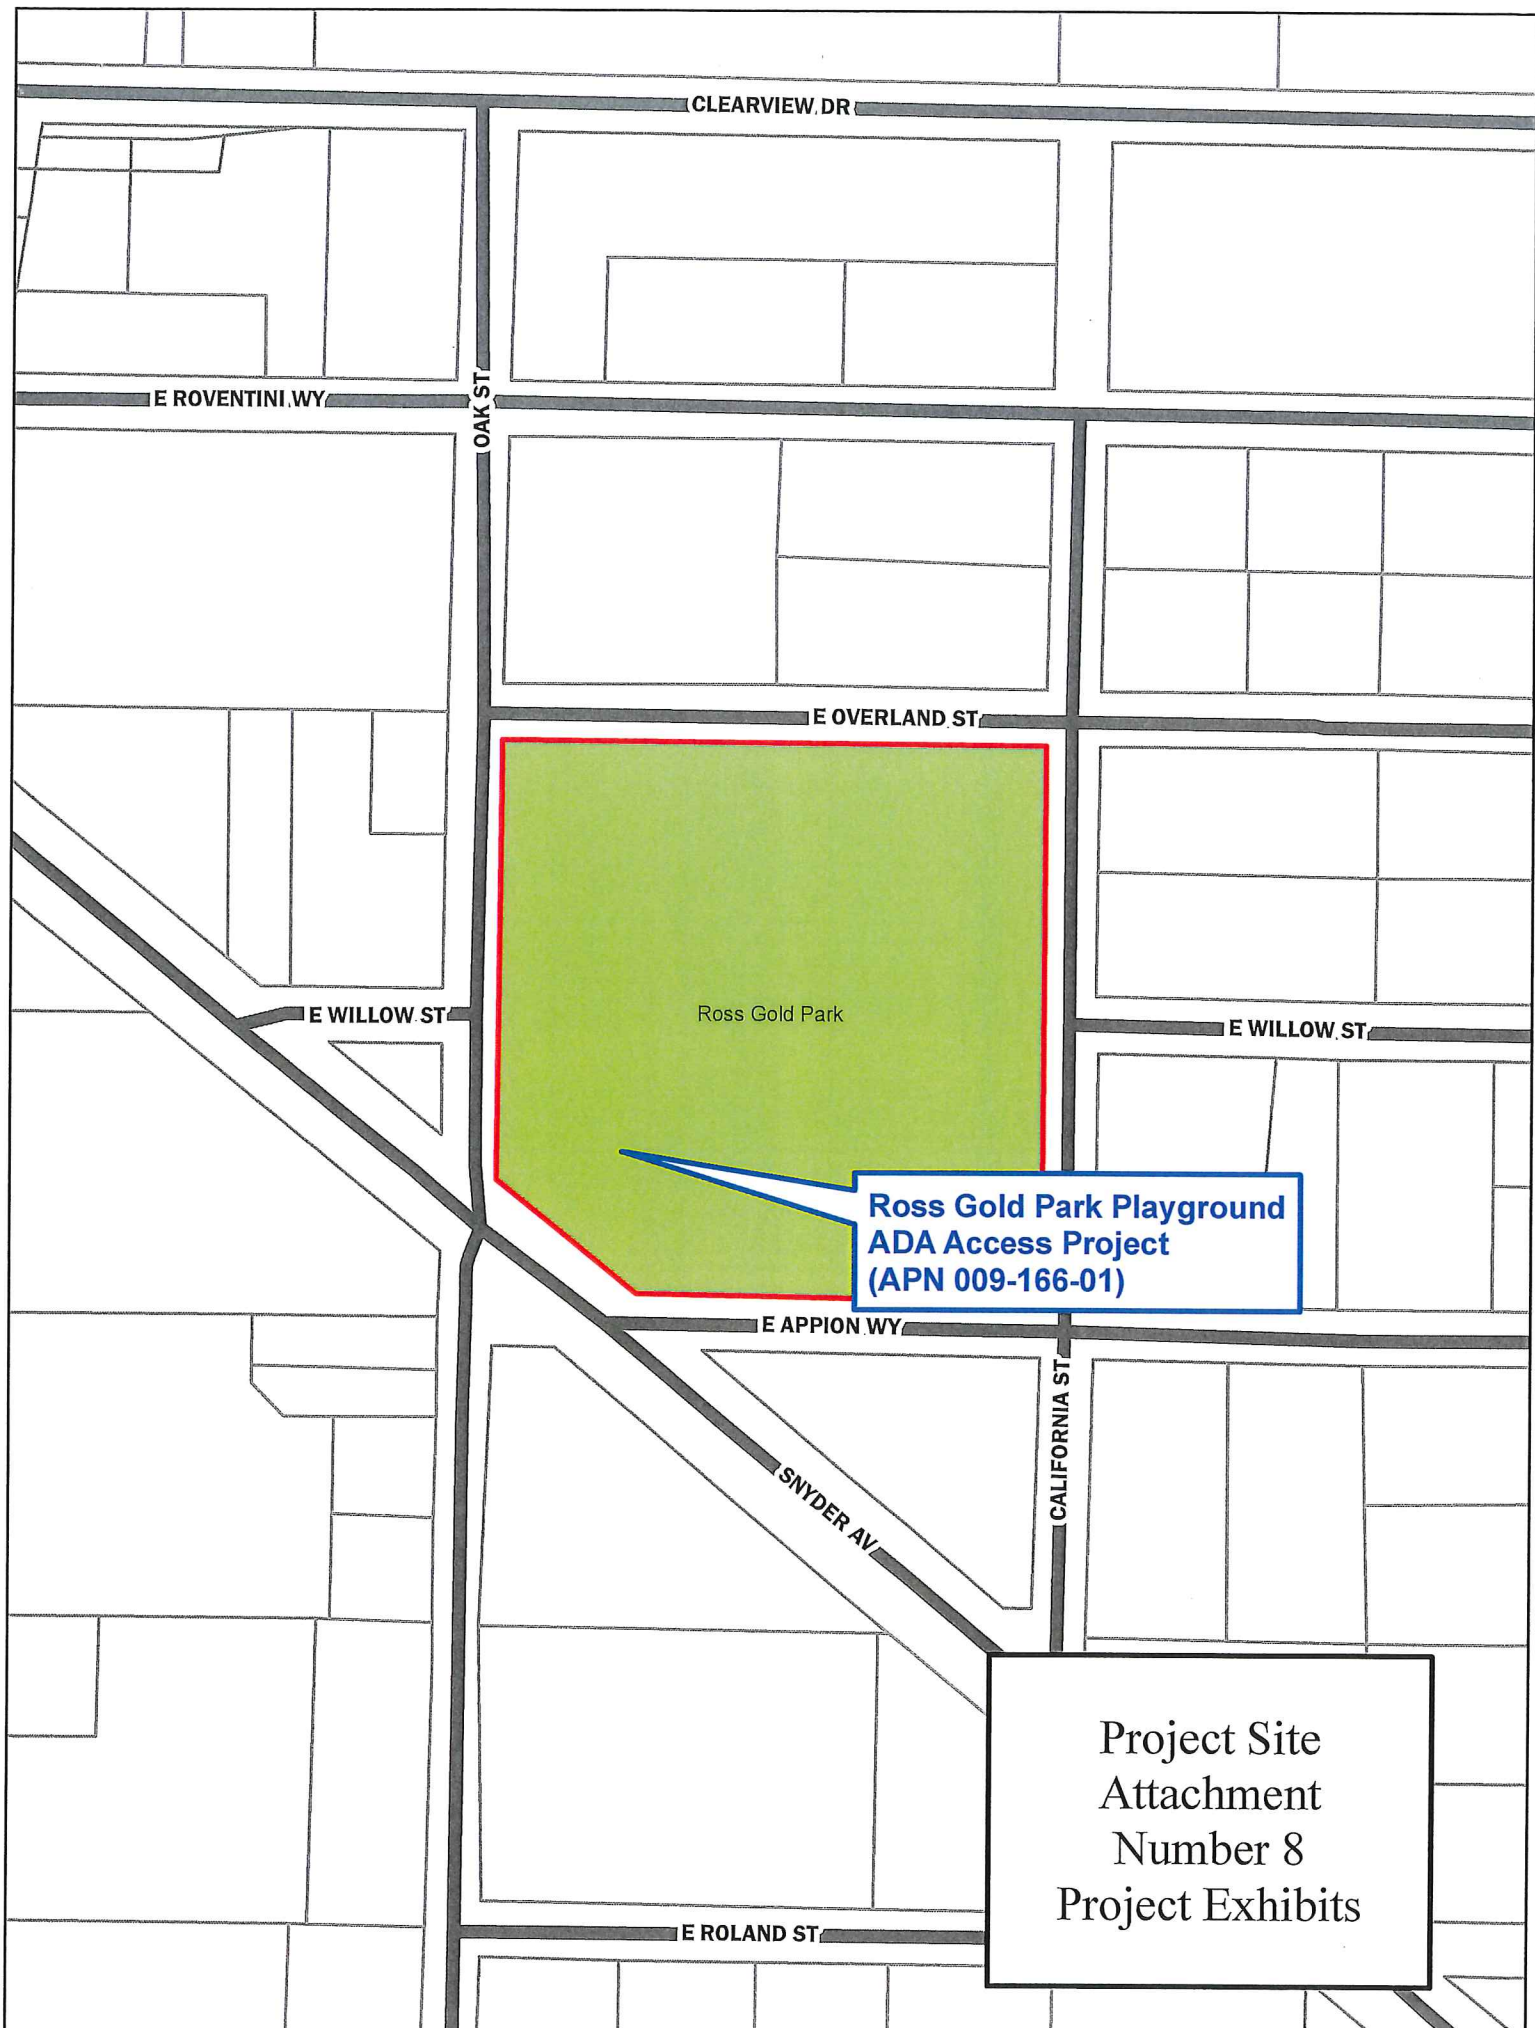 CLEARVIEW DR
E ROVENTINI WY
OAK ST
E OVERLAND ST
Ross Gold Park
E WILLOW ST
E WILLOW ST
Ross Gold Park Playground
ADA Access Project
(APN 009-166-01)
E APPION WY
CALIFORNIA ST
SNYDER AV
Project Site
Attachment
Number 8
Project Exhibits
E ROLAND ST